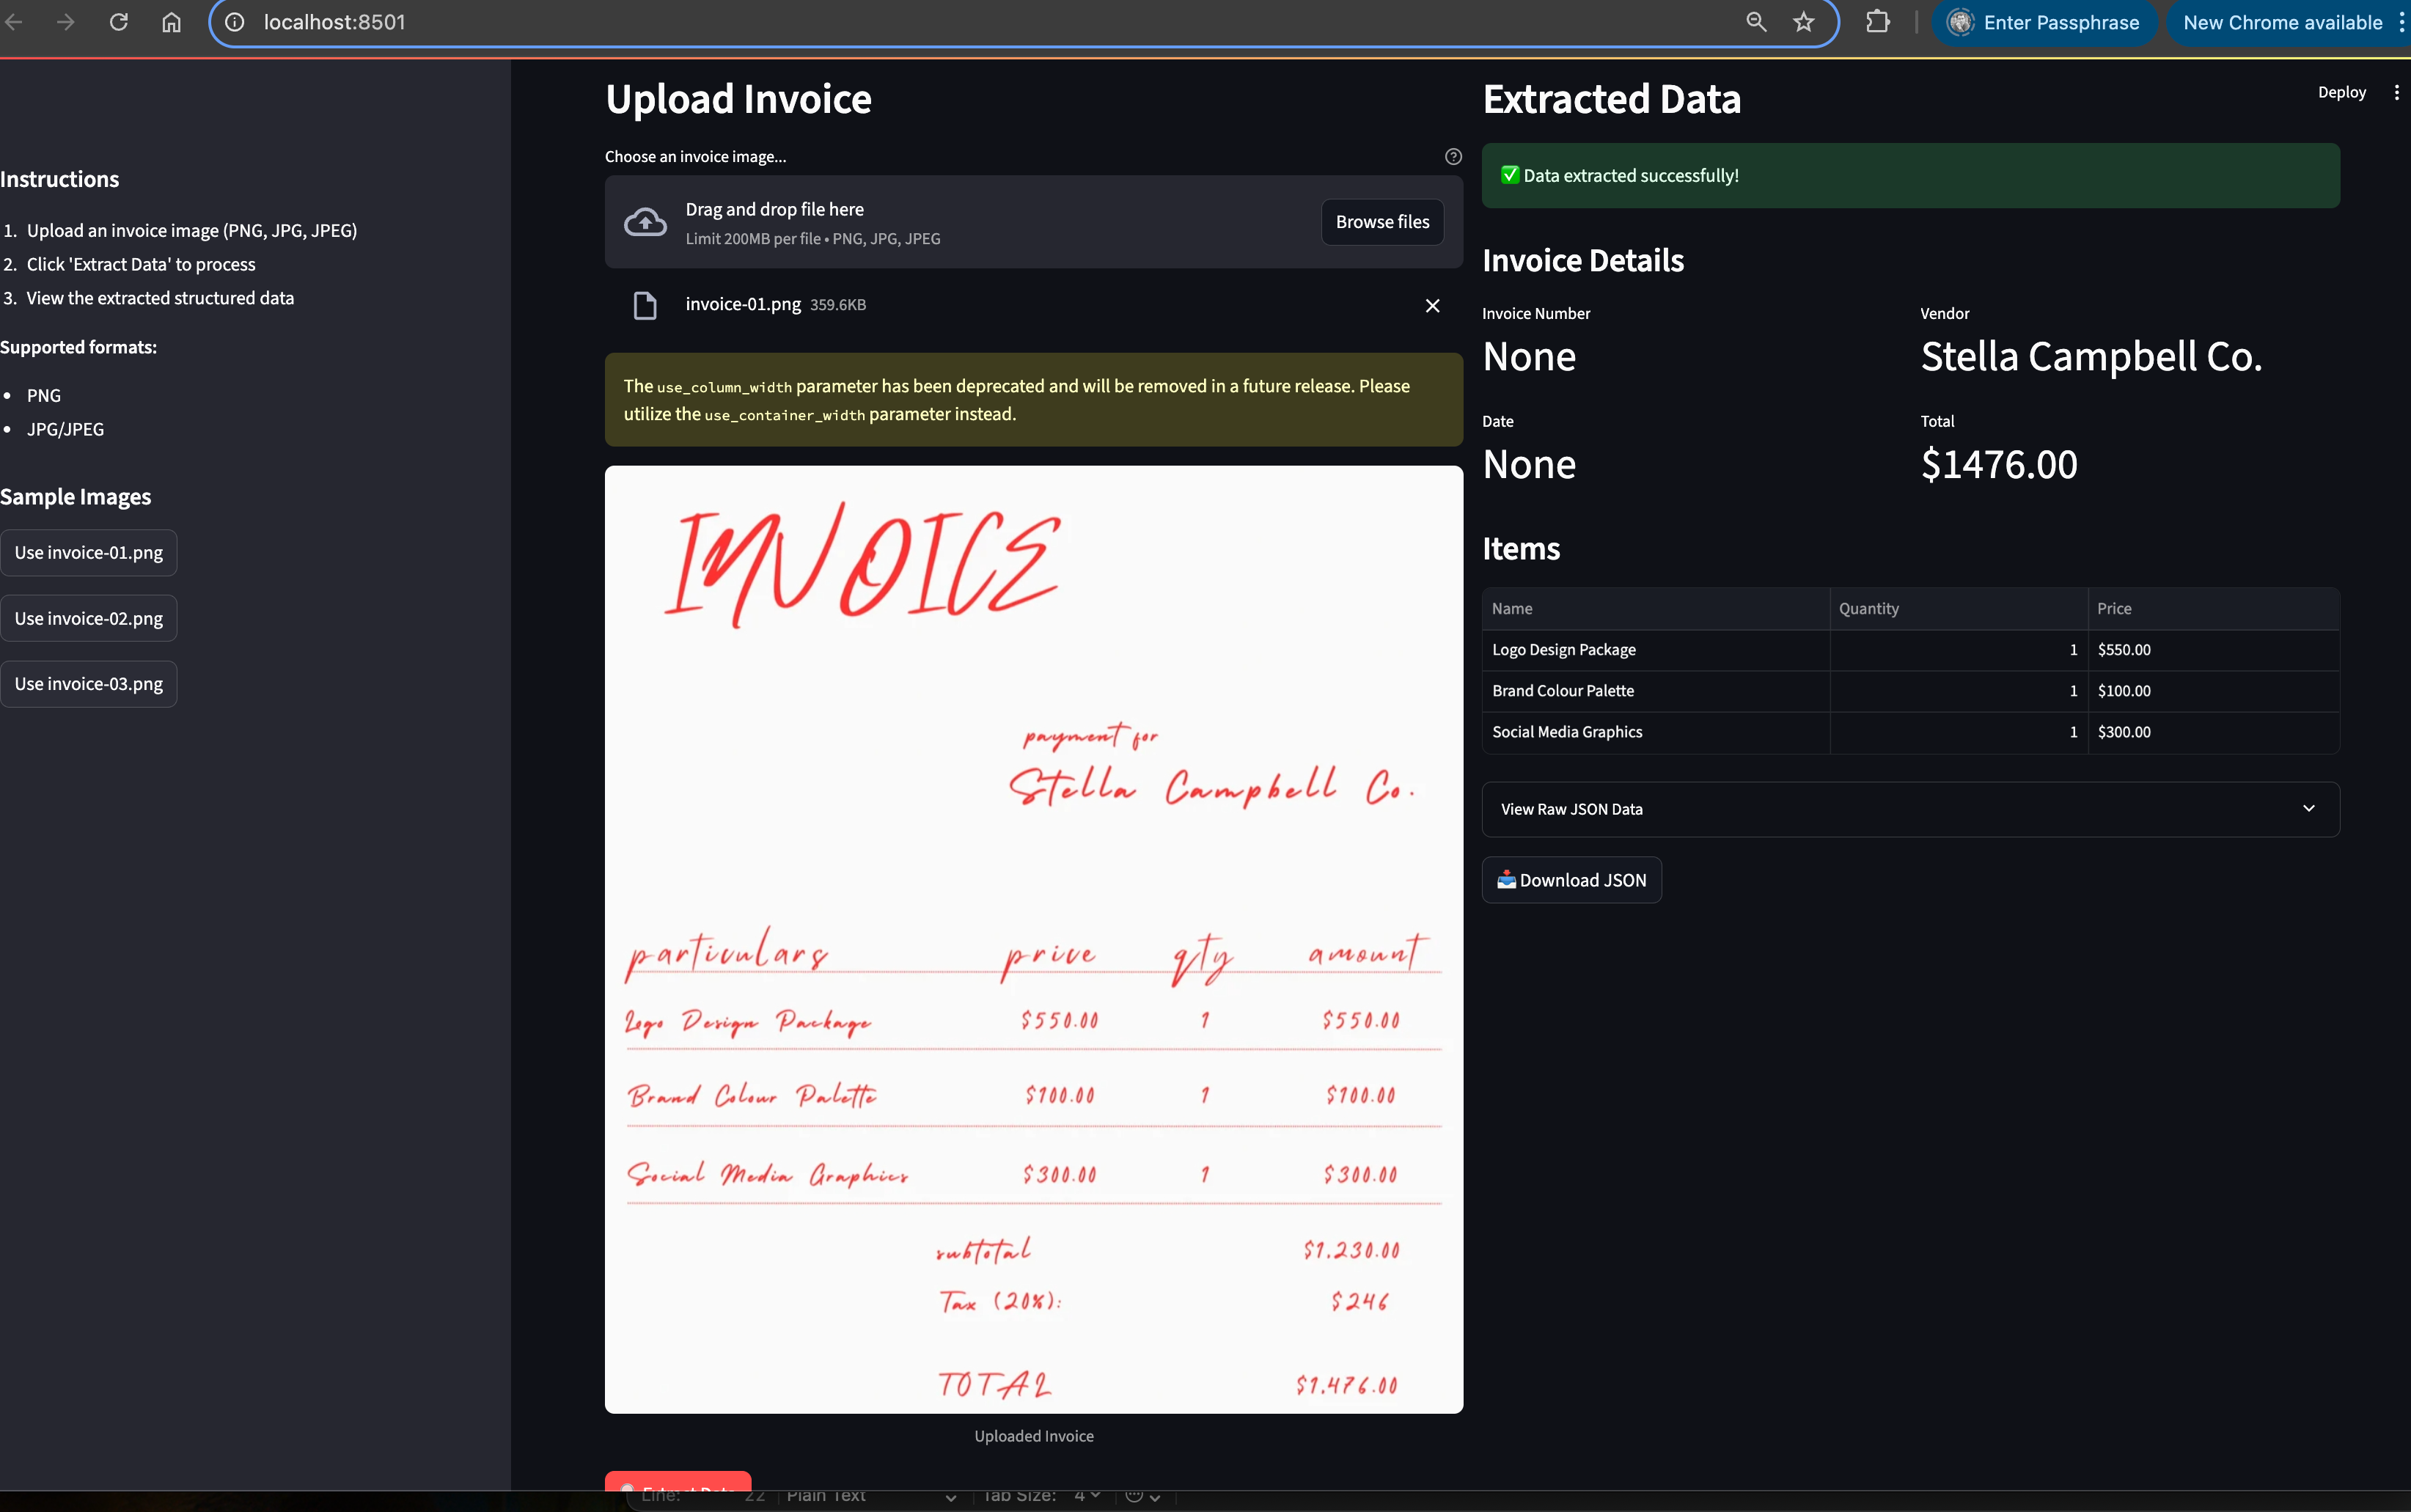 localhost:8501
Enter Passphrase
New Chrome available
Instructions
1. Upload an invoice image (PNG, JPG, JPEG)
2. Click 'Extract Data' to process
3. View the extracted structured data
Supported formats:
• PNG
• JPG/JPEG
Sample Images
Use invoice-01.png
Use invoice-02.png
Use invoice-03.png
Upload Invoice
Choose an invoice image...
Drag and drop file here
Limit 200MB per file • PNG, JPG, JPEG
Browse files
invoice-01.png 359.6KB
The use_column_width parameter has been deprecated and will be removed in a future release. Please
utilize the use_container_width parameter instead.
INVOICE
payment for
Stella Campbell Co.
particulars price qty amount
Logo Design Package $550.00 1 $550.00
Brand Colour Palette $100.00 1 $100.00
Social Media Graphics $300.00 1 $300.00
subtotal $1.230.00
Tax (20%): $246
TOTAL $1.476.00
Uploaded Invoice
Extract Data
Line: 22 Plain Text Tab Size: 4
Deploy
Extracted Data
✅ Data extracted successfully!
Invoice Details
Invoice Number
None
Vendor
Stella Campbell Co.
Date
None
Total
$1476.00
Items
Name Quantity Price
Logo Design Package 1 $550.00
Brand Colour Palette 1 $100.00
Social Media Graphics 1 $300.00
View Raw JSON Data
📥 Download JSON